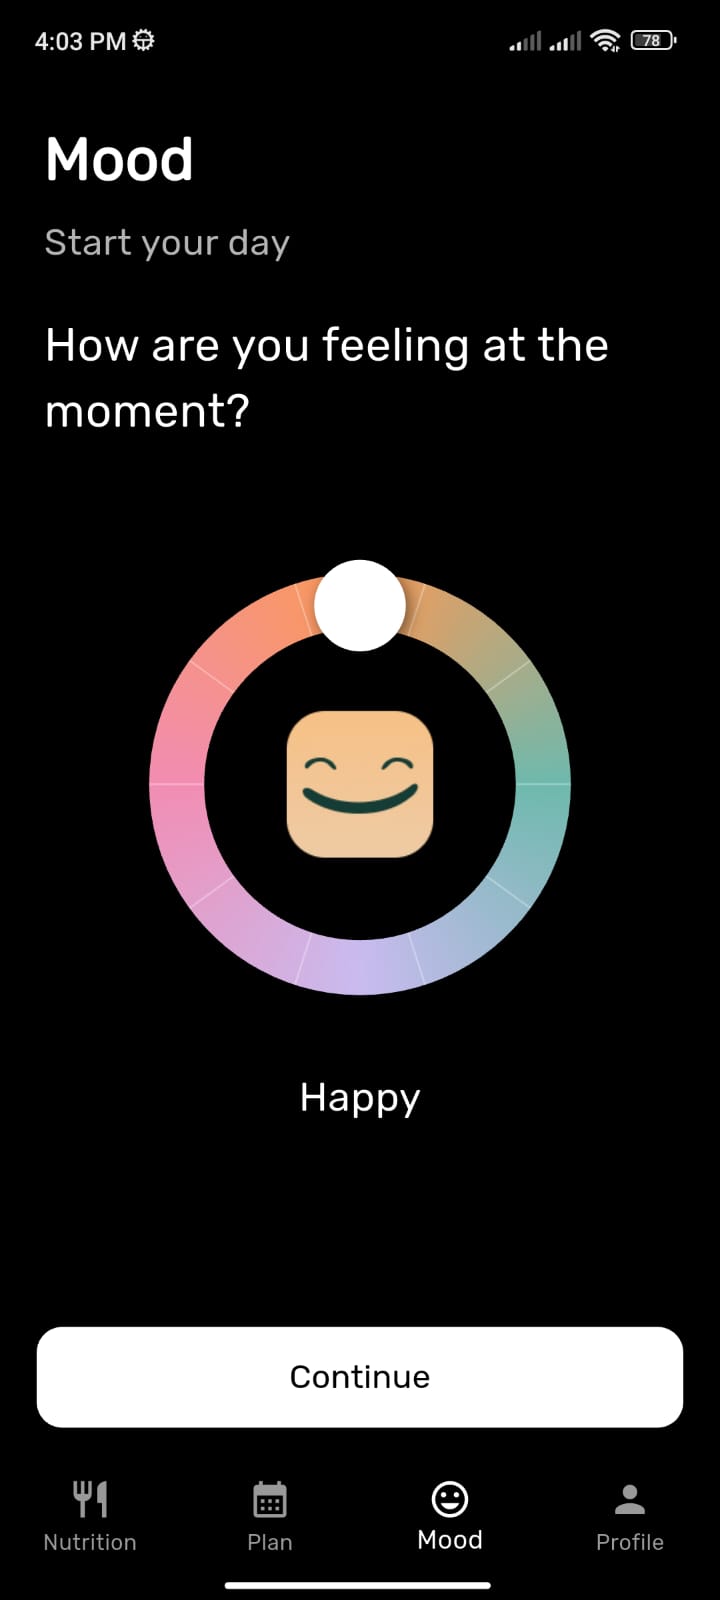 4:03 PM
78
Mood
Start your day
How are you feeling at the
moment?
Happy
Continue
Nutrition
Plan
Mood
Profile